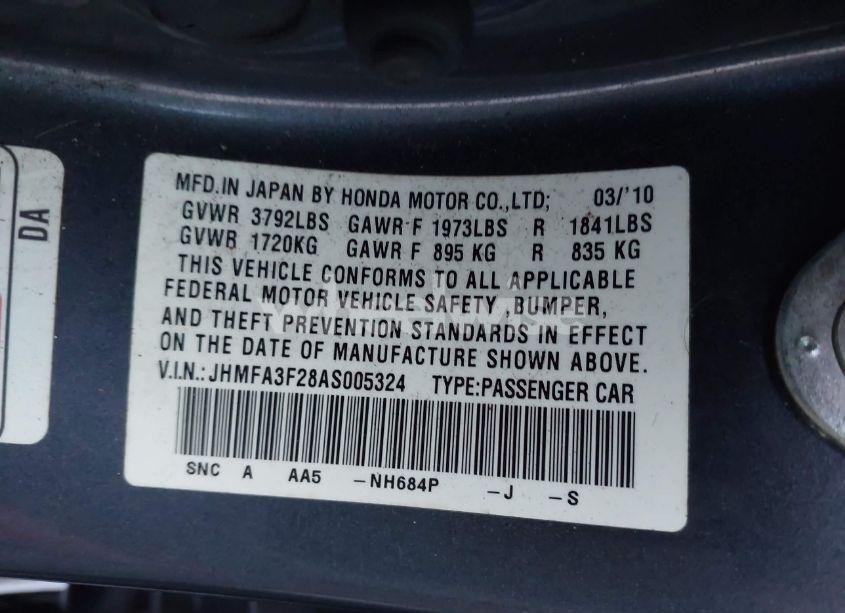 DA
MFD.IN JAPAN BY HONDA MOTOR CO.,LTD; 03/'10
GVWR 3792LBS GAWR F 1973LBS R 1841LBS
GVWR 1720KG GAWR F 895 KG R 835 KG
THIS VEHICLE CONFORMS TO ALL APPLICABLE
FEDERAL MOTOR VEHICLE SAFETY ,BUMPER,
AND THEFT PREVENTION STANDARDS IN EFFECT
ON THE DATE OF MANUFACTURE SHOWN ABOVE.
V.I.N.:JHMFA3F28AS005324 TYPE:PASSENGER CAR
SNC A AA5 -NH684P -J -S